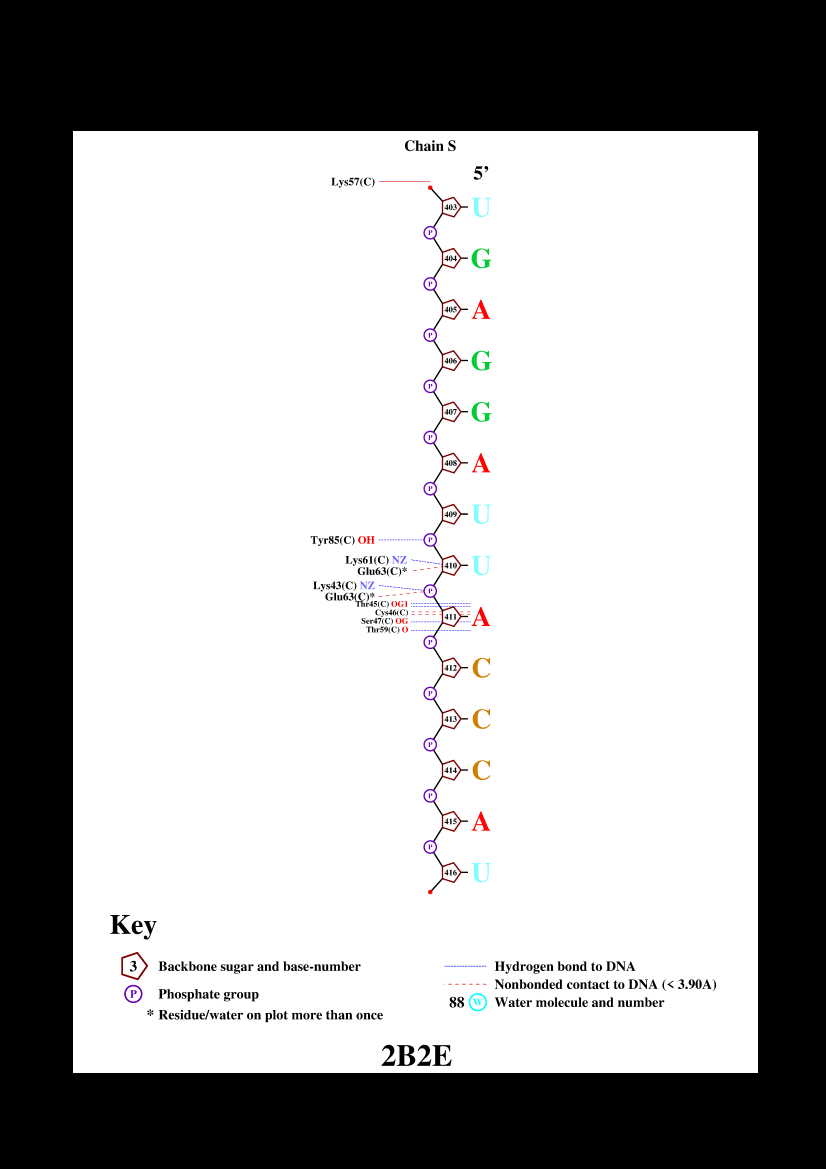 Chain S
5’
Lys57(C)
403 U
P
404 G
P
405 A
P
406 G
P
407 G
P
408 A
P
409 U
Tyr85(C) OH P
Lys61(C) NZ
410 U
Glu63(C)*
Lys43(C) NZ P
Glu63(C)*
Thr45(C) OG1
Cys46(C)
411 A
Ser47(C) OG
Thr59(C) O
P
412 C
P
413 C
P
414 C
P
415 A
P
416 U
Key
3 Backbone sugar and base-number
P Phosphate group
* Residue/water on plot more than once
Hydrogen bond to DNA
Nonbonded contact to DNA (< 3.90A)
88 W Water molecule and number
2B2E